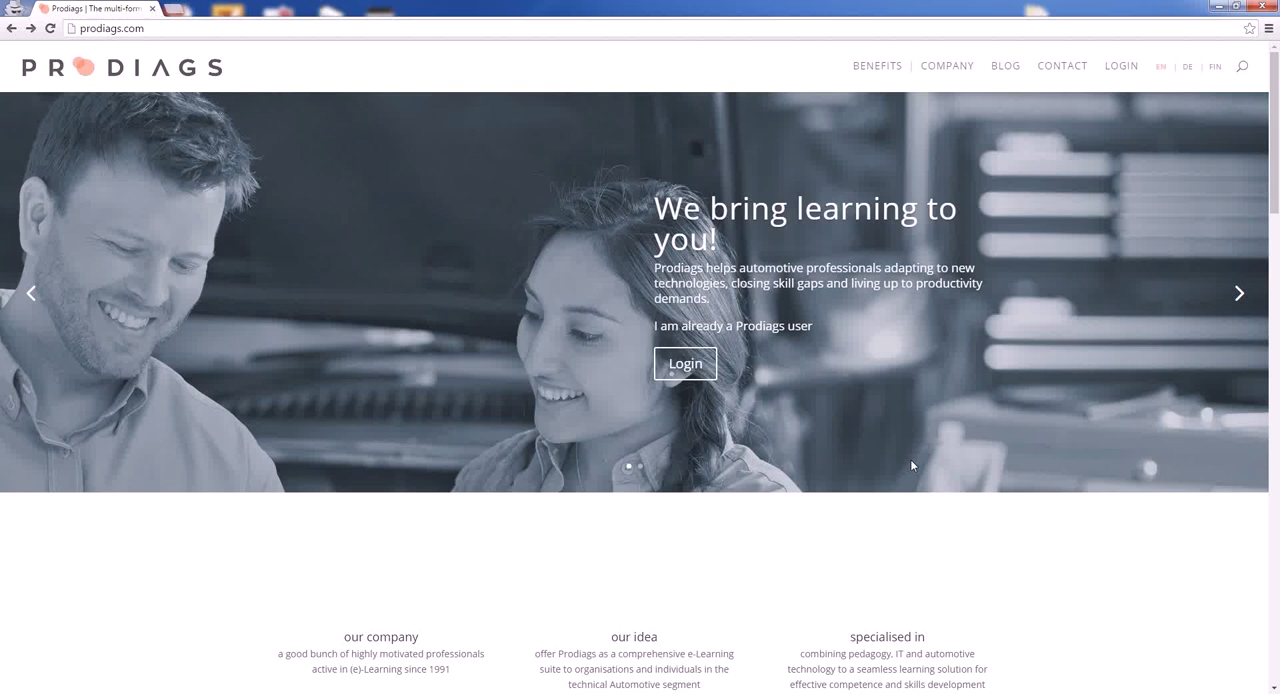 Prodiags | The multi-form
prodiags.com
PRODIAGS
BENEFITS | COMPANY BLOG CONTACT LOGIN EN | DE | FIN
We bring learning to
you!
Prodiags helps automotive professionals adapting to new
technologies, closing skill gaps and living up to productivity
demands.
I am already a Prodiags user
Login
our company
a good bunch of highly motivated professionals
active in (e)-Learning since 1991
our idea
offer Prodiags as a comprehensive e-Learning
suite to organisations and individuals in the
technical Automotive segment
specialised in
combining pedagogy, IT and automotive
technology to a seamless learning solution for
effective competence and skills development